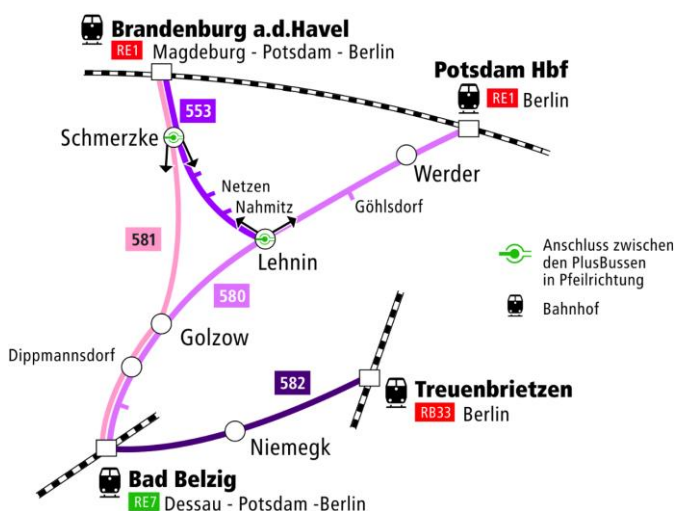 Brandenburg a.d.Havel
RE1 Magdeburg - Potsdam - Berlin
Potsdam Hbf
RE1 Berlin
553
Schmerzke
Werder
Netzen
Nahmitz
Göhlsdorf
581
Lehnin
Anschluss zwischen
den PlusBussen
in Pfeilrichtung
580
Bahnhof
Golzow
Dippmannsdorf
582
Treuenbrietzen
RB33 Berlin
Niemegk
Bad Belzig
RE7 Dessau - Potsdam -Berlin